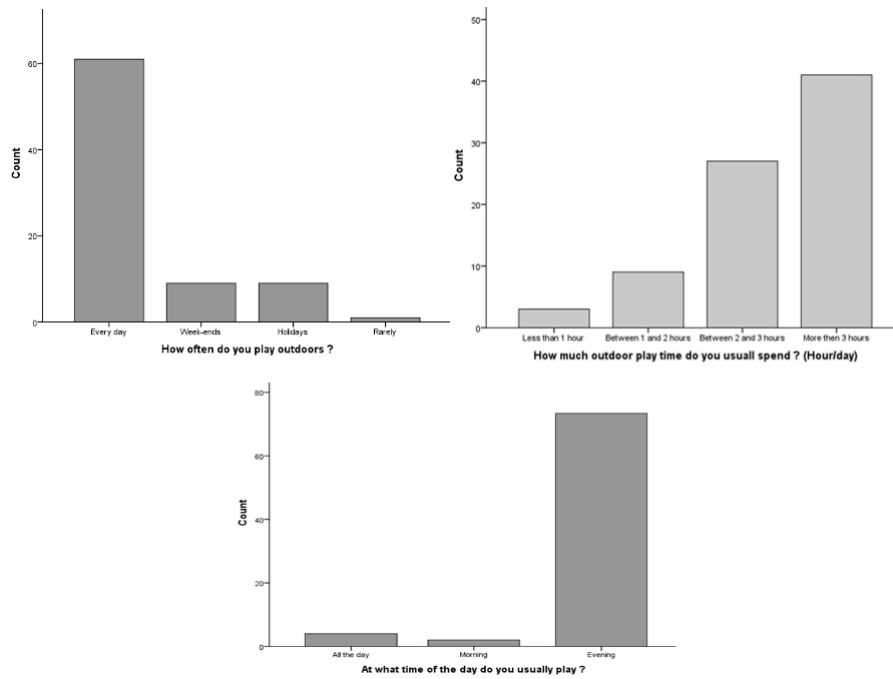 60
40
20
0
Count
Every day
Week-ends
Holidays
Rarely
How often do you play outdoors ?
50
40
30
20
10
0
Count
Less than 1 hour
Between 1 and 2 hours
Between 2 and 3 hours
More then 3 hours
How much outdoor play time do you usuall spend ? (Hour/day)
80
60
40
20
0
Count
All the day
Morning
Evening
At what time of the day do you usually play ?